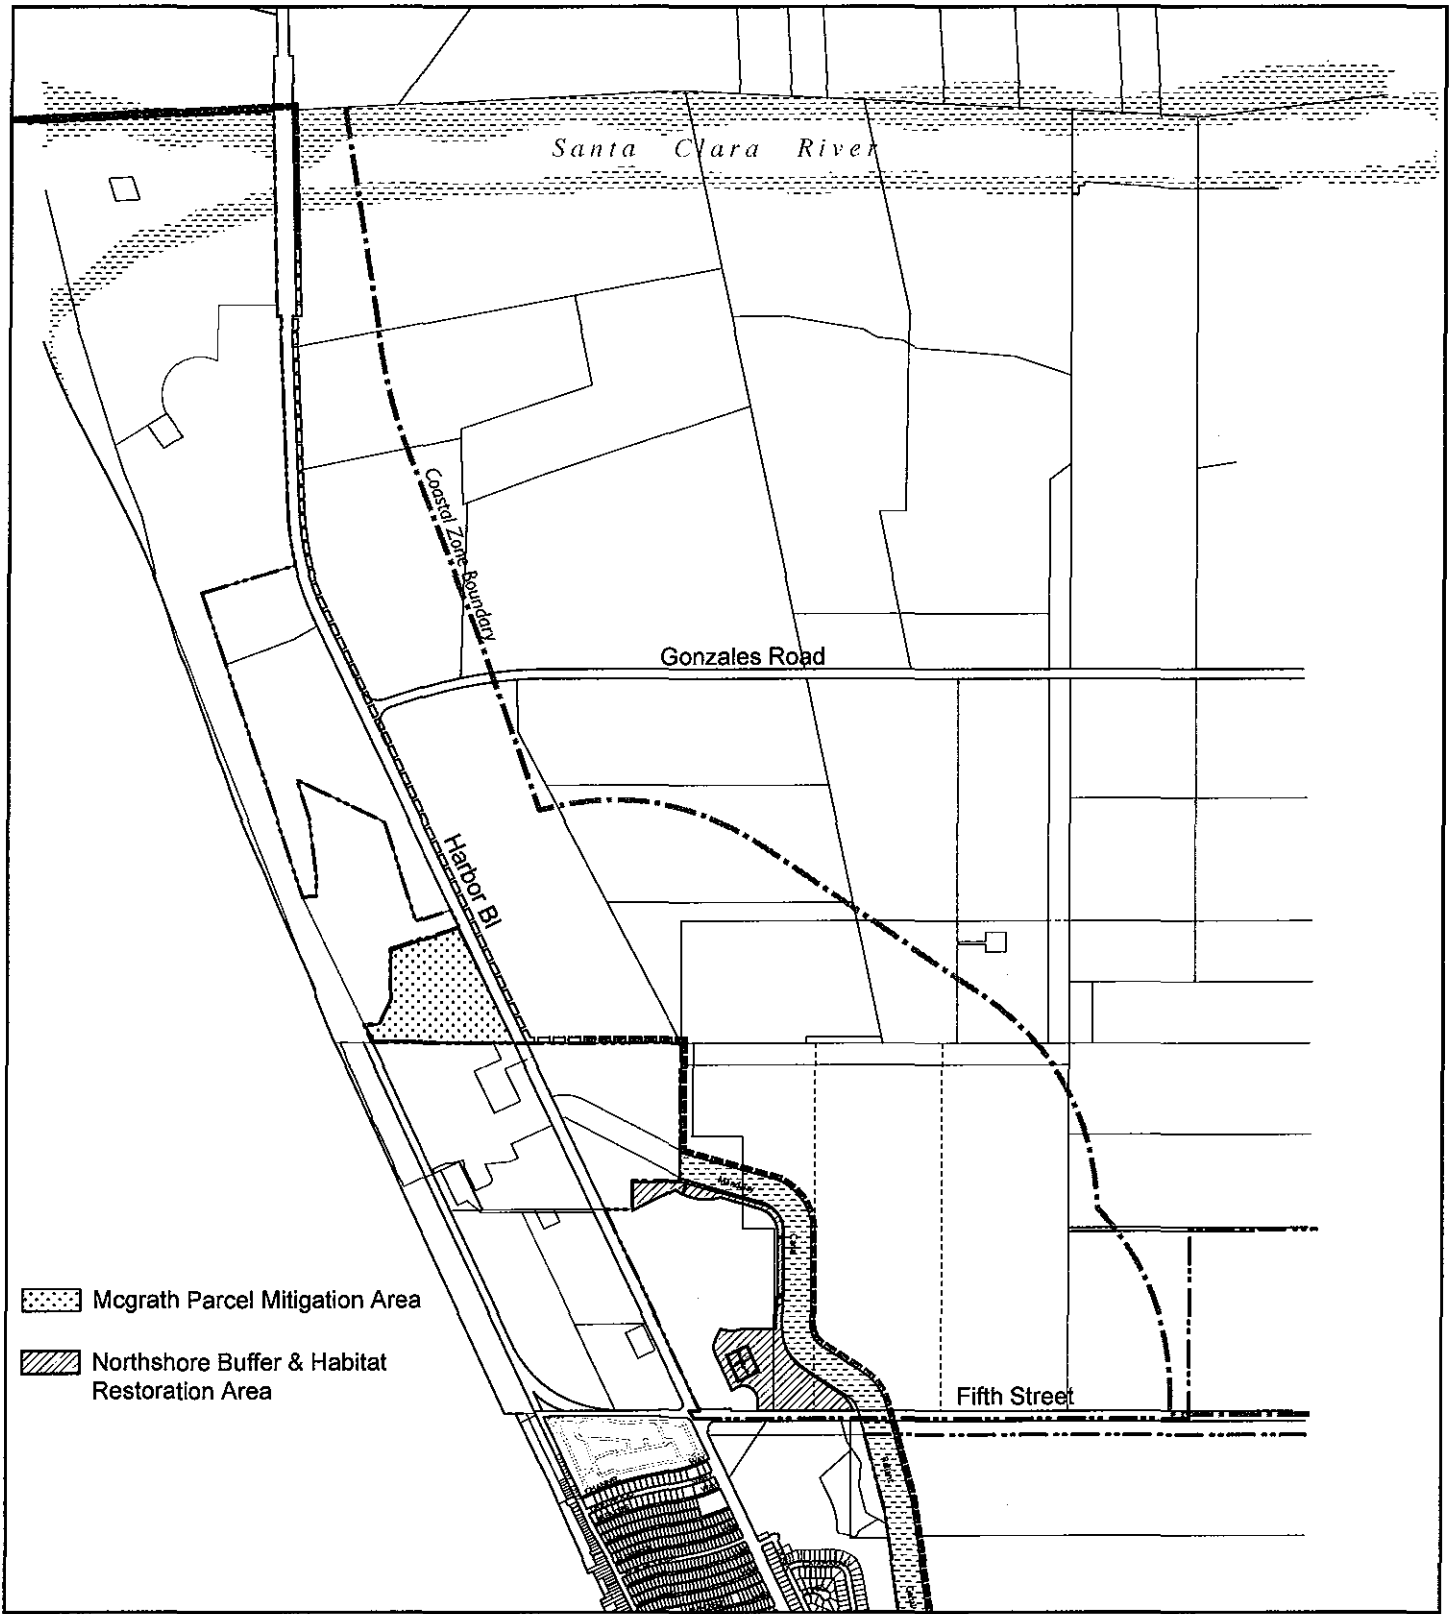 Santa Clara River
Coastal Zone Boundary
Gonzales Road
Harbor Bl
Mcgrath Parcel Mitigation Area
Northshore Buffer & Habitat
Restoration Area
Fifth Street